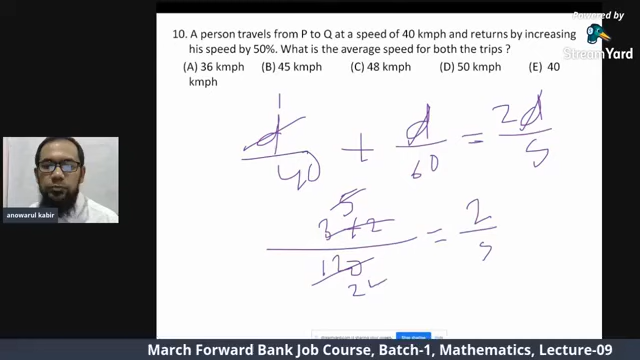 Powered by
StreamYard
10. A person travels from P to Q at a speed of 40 kmph and returns by increasing
his speed by 50%. What is the average speed for both the trips ?
(A) 36 kmph (B) 45 kmph (C) 48 kmph (D) 50 kmph (E) 40
kmph
1
d/40 + d/60 = 2d/s
5
3+2/120 = 2/s
24
anowarul kabir
March Forward Bank Job Course, Batch-1, Mathematics, Lecture-09